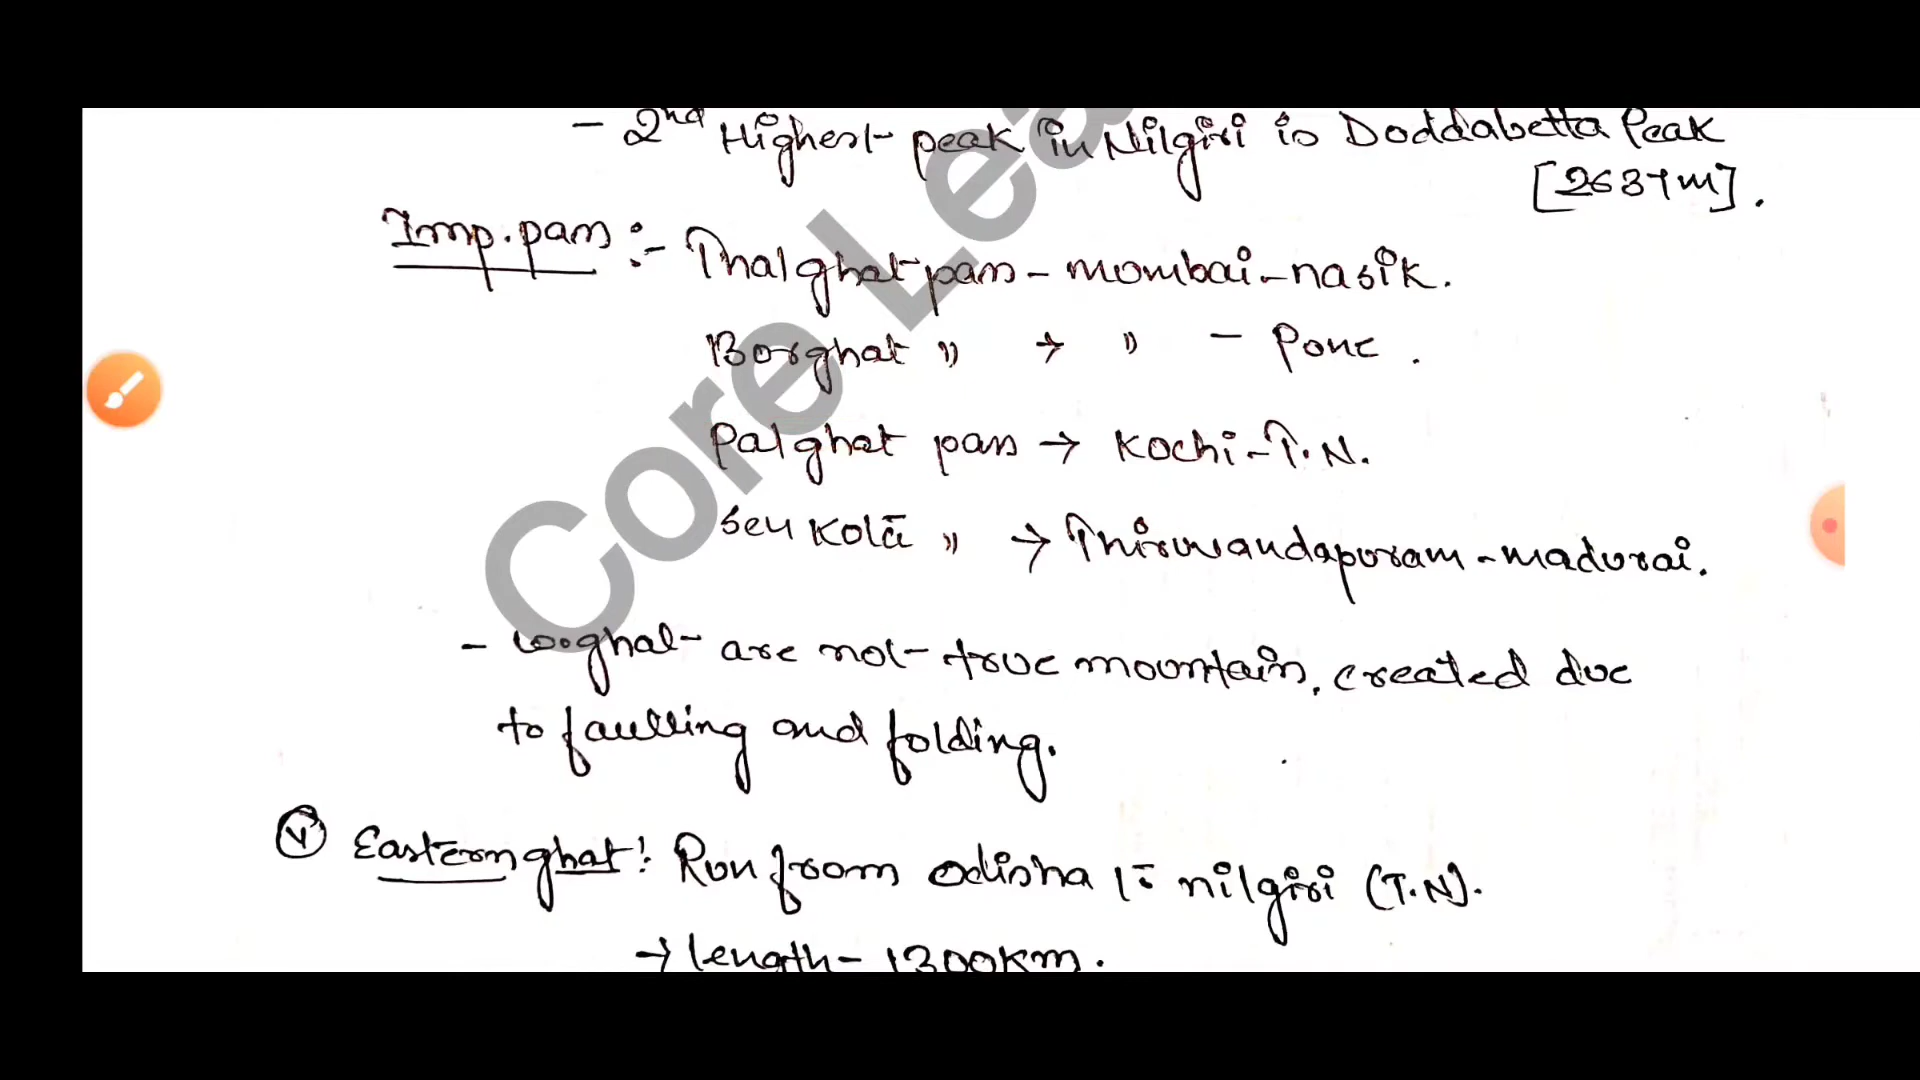 - 2nd Highest peak in Nilgiri is Doddabetta Peak
[2637m].
Imp. pass :- Thalghat pass - mombai - nasik.
Borghat " → " - Pone.
Palghat pass → Kochi - T.N.
Senkota " → Thiruvandapuram - madurai.
- W.ghat are not true mountain, created due
to faulting and folding.
V Eastern ghat: Run from odisha to nilgiri (T.N).
→ length - 1300km.
Core Lea